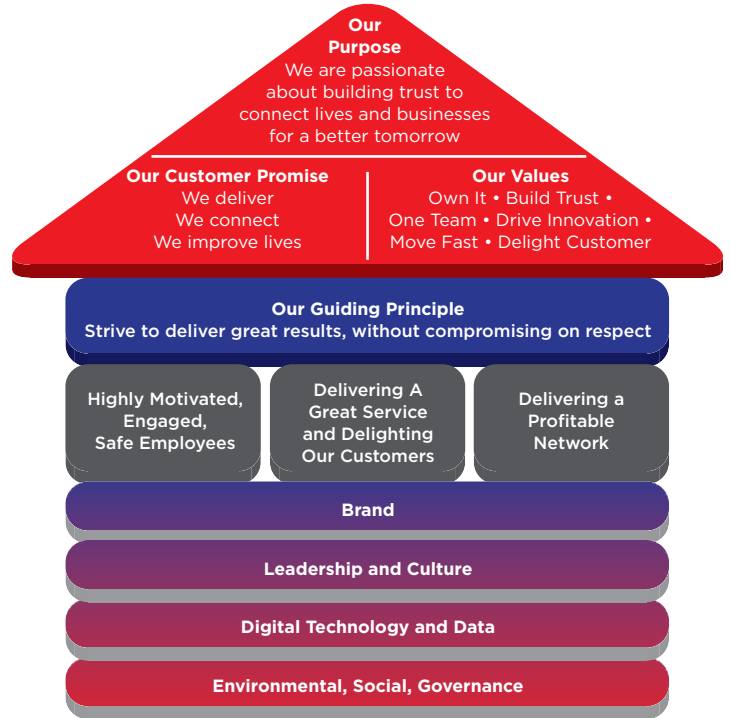 Our
Purpose
We are passionate
about building trust to
connect lives and businesses
for a better tomorrow
Our Customer Promise
We deliver
We connect
We improve lives
Our Values
Own It • Build Trust •
One Team • Drive Innovation •
Move Fast • Delight Customer
Our Guiding Principle
Strive to deliver great results, without compromising on respect
Highly Motivated,
Engaged,
Safe Employees
Delivering A
Great Service
and Delighting
Our Customers
Delivering a
Profitable
Network
Brand
Leadership and Culture
Digital Technology and Data
Environmental, Social, Governance